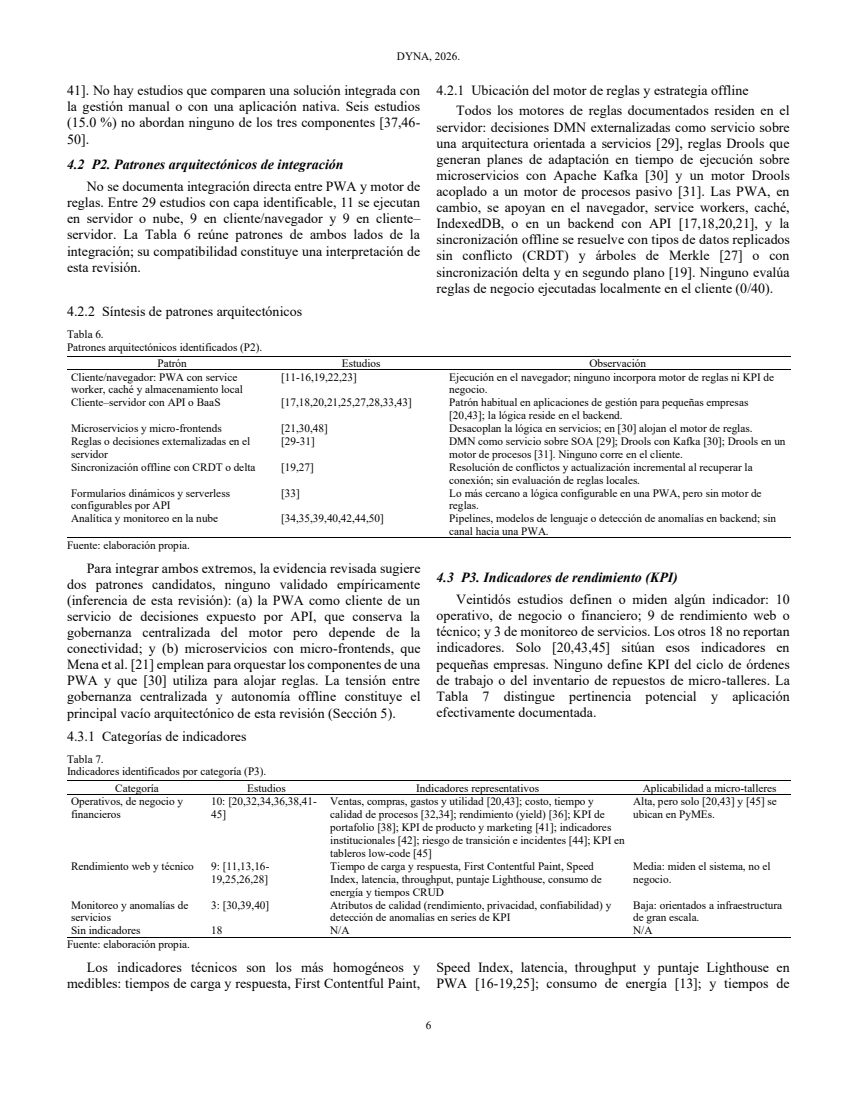 DYNA, 2026.
41]. No hay estudios que comparen una solución integrada con
la gestión manual o con una aplicación nativa. Seis estudios
(15.0 %) no abordan ninguno de los tres componentes [37,46-
50].
4.2 P2. Patrones arquitectónicos de integración
No se documenta integración directa entre PWA y motor de
reglas. Entre 29 estudios con capa identificable, 11 se ejecutan
en servidor o nube, 9 en cliente/navegador y 9 en cliente–
servidor. La Tabla 6 reúne patrones de ambos lados de la
integración; su compatibilidad constituye una interpretación de
esta revisión.
4.2.1 Ubicación del motor de reglas y estrategia offline
Todos los motores de reglas documentados residen en el
servidor: decisiones DMN externalizadas como servicio sobre
una arquitectura orientada a servicios [29], reglas Drools que
generan planes de adaptación en tiempo de ejecución sobre
microservicios con Apache Kafka [30] y un motor Drools
acoplado a un motor de procesos pasivo [31]. Las PWA, en
cambio, se apoyan en el navegador, service workers, caché,
IndexedDB, o en un backend con API [17,18,20,21], y la
sincronización offline se resuelve con tipos de datos replicados
sin conflicto (CRDT) y árboles de Merkle [27] o con
sincronización delta y en segundo plano [19]. Ninguno evalúa
reglas de negocio ejecutadas localmente en el cliente (0/40).
4.2.2 Síntesis de patrones arquitectónicos
Tabla 6.
Patrones arquitectónicos identificados (P2).
Patrón Estudios Observación
Cliente/navegador: PWA con service [11-16,19,22,23] Ejecución en el navegador; ninguno incorpora motor de reglas ni KPI de
worker, caché y almacenamiento local negocio.
Cliente–servidor con API o BaaS [17,18,20,21,25,27,28,33,43] Patrón habitual en aplicaciones de gestión para pequeñas empresas
[20,43]; la lógica reside en el backend.
Microservicios y micro-frontends [21,30,48] Desacoplan la lógica en servicios; en [30] alojan el motor de reglas.
Reglas o decisiones externalizadas en el [29-31] DMN como servicio sobre SOA [29]; Drools con Kafka [30]; Drools en un
servidor motor de procesos [31]. Ninguno corre en el cliente.
Sincronización offline con CRDT o delta [19,27] Resolución de conflictos y actualización incremental al recuperar la
conexión; sin evaluación de reglas locales.
Formularios dinámicos y serverless [33] Lo más cercano a lógica configurable en una PWA, pero sin motor de
configurables por API reglas.
Analítica y monitoreo en la nube [34,35,39,40,42,44,50] Pipelines, modelos de lenguaje o detección de anomalías en backend; sin
canal hacia una PWA.
Fuente: elaboración propia.
Para integrar ambos extremos, la evidencia revisada sugiere
dos patrones candidatos, ninguno validado empíricamente
(inferencia de esta revisión): (a) la PWA como cliente de un
servicio de decisiones expuesto por API, que conserva la
gobernanza centralizada del motor pero depende de la
conectividad; y (b) microservicios con micro-frontends, que
Mena et al. [21] emplean para orquestar los componentes de una
PWA y que [30] utiliza para alojar reglas. La tensión entre
gobernanza centralizada y autonomía offline constituye el
principal vacío arquitectónico de esta revisión (Sección 5).
4.3 P3. Indicadores de rendimiento (KPI)
Veintidós estudios definen o miden algún indicador: 10
operativo, de negocio o financiero; 9 de rendimiento web o
técnico; y 3 de monitoreo de servicios. Los otros 18 no reportan
indicadores. Solo [20,43,45] sitúan esos indicadores en
pequeñas empresas. Ninguno define KPI del ciclo de órdenes
de trabajo o del inventario de repuestos de micro-talleres. La
Tabla 7 distingue pertinencia potencial y aplicación
efectivamente documentada.
4.3.1 Categorías de indicadores
Tabla 7.
Indicadores identificados por categoría (P3).
Categoría Estudios Indicadores representativos Aplicabilidad a micro-talleres
Operativos, de negocio y 10: [20,32,34,36,38,41- Ventas, compras, gastos y utilidad [20,43]; costo, tiempo y Alta, pero solo [20,43] y [45] se
financieros 45] calidad de procesos [32,34]; rendimiento (yield) [36]; KPI de ubican en PyMEs.
portafolio [38]; KPI de producto y marketing [41]; indicadores
institucionales [42]; riesgo de transición e incidentes [44]; KPI en
tableros low-code [45]
Rendimiento web y técnico 9: [11,13,16- Tiempo de carga y respuesta, First Contentful Paint, Speed Media: miden el sistema, no el
19,25,26,28] Index, latencia, throughput, puntaje Lighthouse, consumo de negocio.
energía y tiempos CRUD
Monitoreo y anomalías de 3: [30,39,40] Atributos de calidad (rendimiento, privacidad, confiabilidad) y Baja: orientados a infraestructura
servicios detección de anomalías en series de KPI de gran escala.
Sin indicadores 18 N/A N/A
Fuente: elaboración propia.
Los indicadores técnicos son los más homogéneos y
medibles: tiempos de carga y respuesta, First Contentful Paint,
Speed Index, latencia, throughput y puntaje Lighthouse en
PWA [16-19,25]; consumo de energía [13]; y tiempos de
6